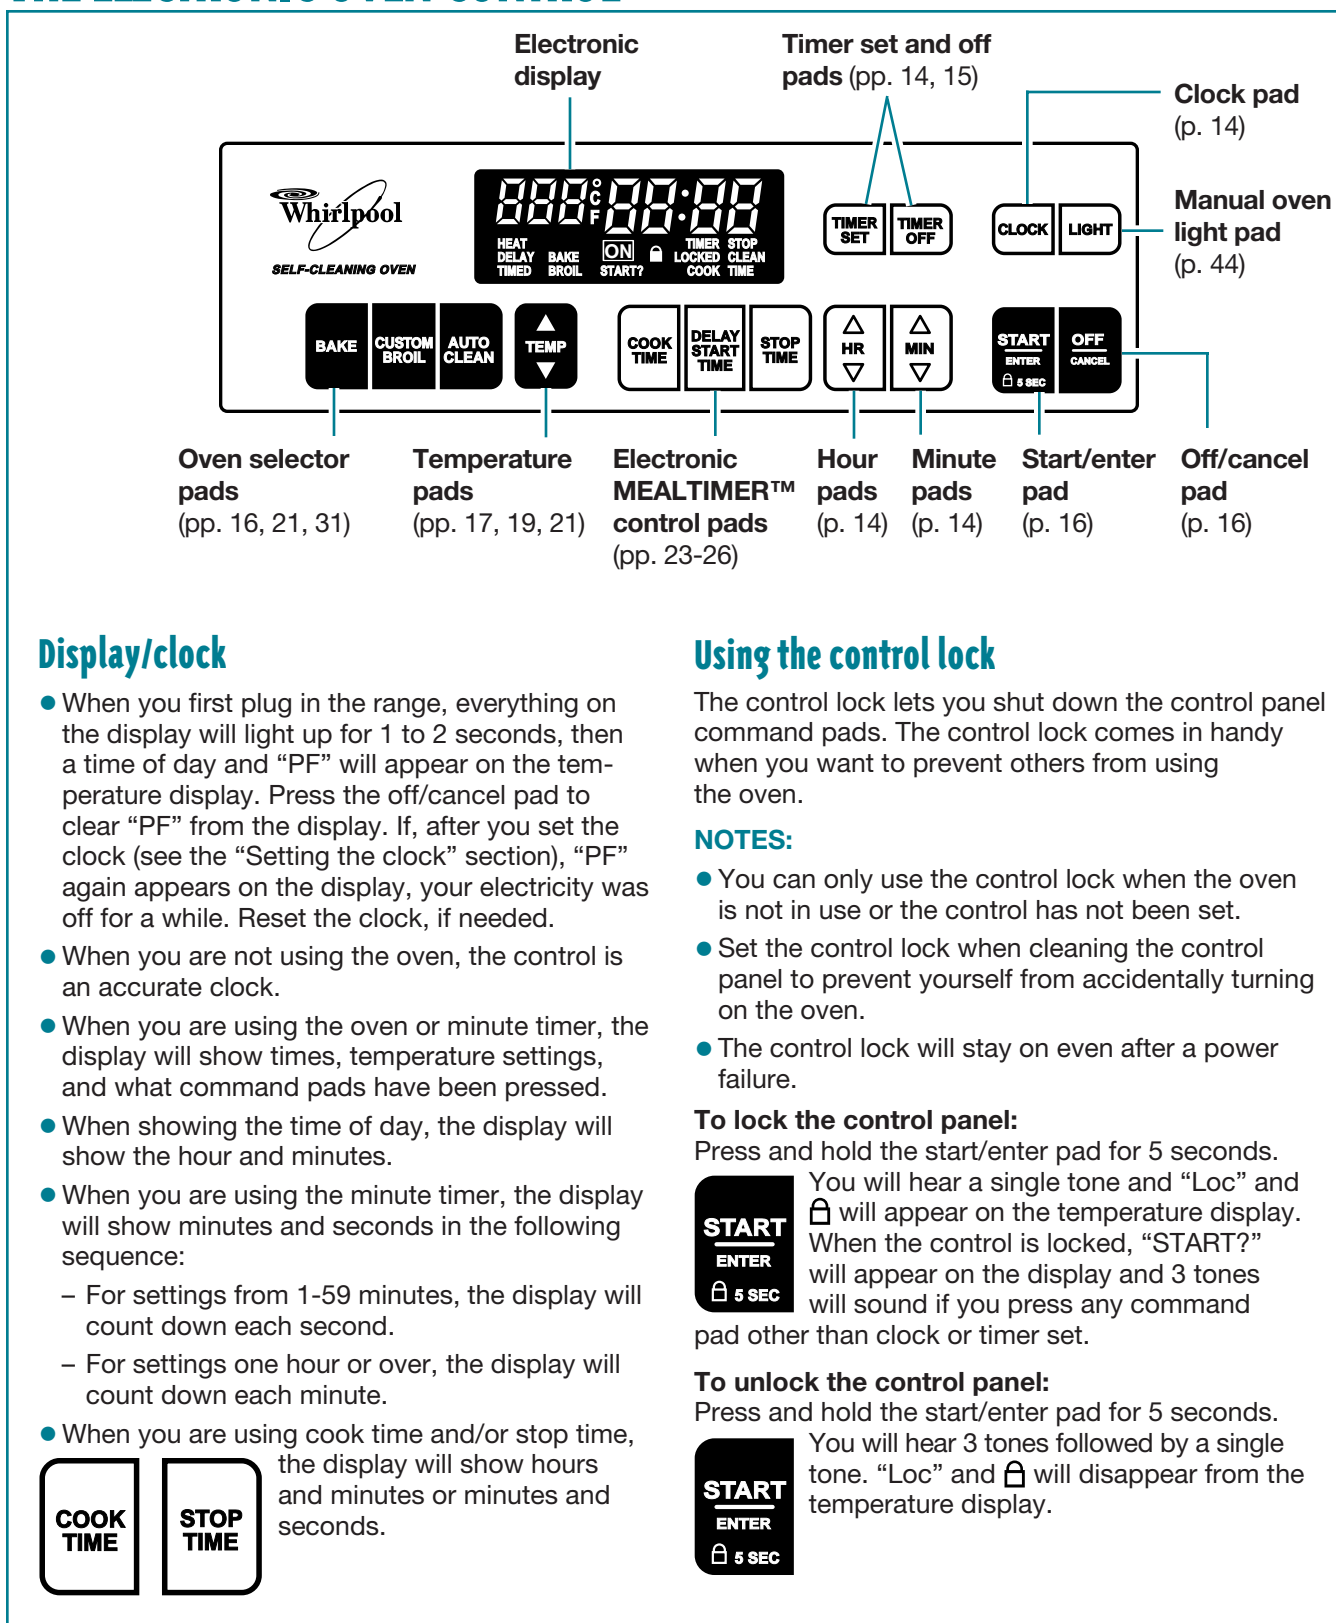 THE ELECTRONIC OVEN CONTROL
Electronic
display
Timer set and off
pads (pp. 14, 15)
Clock pad
(p. 14)
Manual oven
light pad
(p. 44)
Whirlpool
SELF-CLEANING OVEN
888°CF 88:88
HEAT
DELAY
TIMED
BAKE
BROIL
ON
START?
TIMER STOP
LOCKED CLEAN
COOK TIME
TIMER
SET
TIMER
OFF
CLOCK
LIGHT
BAKE
CUSTOM
BROIL
AUTO
CLEAN
TEMP
COOK
TIME
DELAY
START
TIME
STOP
TIME
HR
MIN
START
ENTER
5 SEC
OFF
CANCEL
Oven selector
pads
(pp. 16, 21, 31)
Temperature
pads
(pp. 17, 19, 21)
Electronic
MEALTIMER™
control pads
(pp. 23-26)
Hour
pads
(p. 14)
Minute
pads
(p. 14)
Start/enter
pad
(p. 16)
Off/cancel
pad
(p. 16)
Display/clock
• When you first plug in the range, everything on
the display will light up for 1 to 2 seconds, then
a time of day and “PF” will appear on the tem-
perature display. Press the off/cancel pad to
clear “PF” from the display. If, after you set the
clock (see the “Setting the clock” section), “PF”
again appears on the display, your electricity was
off for a while. Reset the clock, if needed.
• When you are not using the oven, the control is
an accurate clock.
• When you are using the oven or minute timer, the
display will show times, temperature settings,
and what command pads have been pressed.
• When showing the time of day, the display will
show the hour and minutes.
• When you are using the minute timer, the display
will show minutes and seconds in the following
sequence:
– For settings from 1-59 minutes, the display will
count down each second.
– For settings one hour or over, the display will
count down each minute.
• When you are using cook time and/or stop time,
the display will show hours
and minutes or minutes and
seconds.
COOK
TIME
STOP
TIME
Using the control lock
The control lock lets you shut down the control panel
command pads. The control lock comes in handy
when you want to prevent others from using
the oven.
NOTES:
• You can only use the control lock when the oven
is not in use or the control has not been set.
• Set the control lock when cleaning the control
panel to prevent yourself from accidentally turning
on the oven.
• The control lock will stay on even after a power
failure.
To lock the control panel:
Press and hold the start/enter pad for 5 seconds.
You will hear a single tone and “Loc” and
will appear on the temperature display.
When the control is locked, “START?”
will appear on the display and 3 tones
will sound if you press any command
pad other than clock or timer set.
START
ENTER
5 SEC
To unlock the control panel:
Press and hold the start/enter pad for 5 seconds.
You will hear 3 tones followed by a single
tone. “Loc” and will disappear from the
temperature display.
START
ENTER
5 SEC